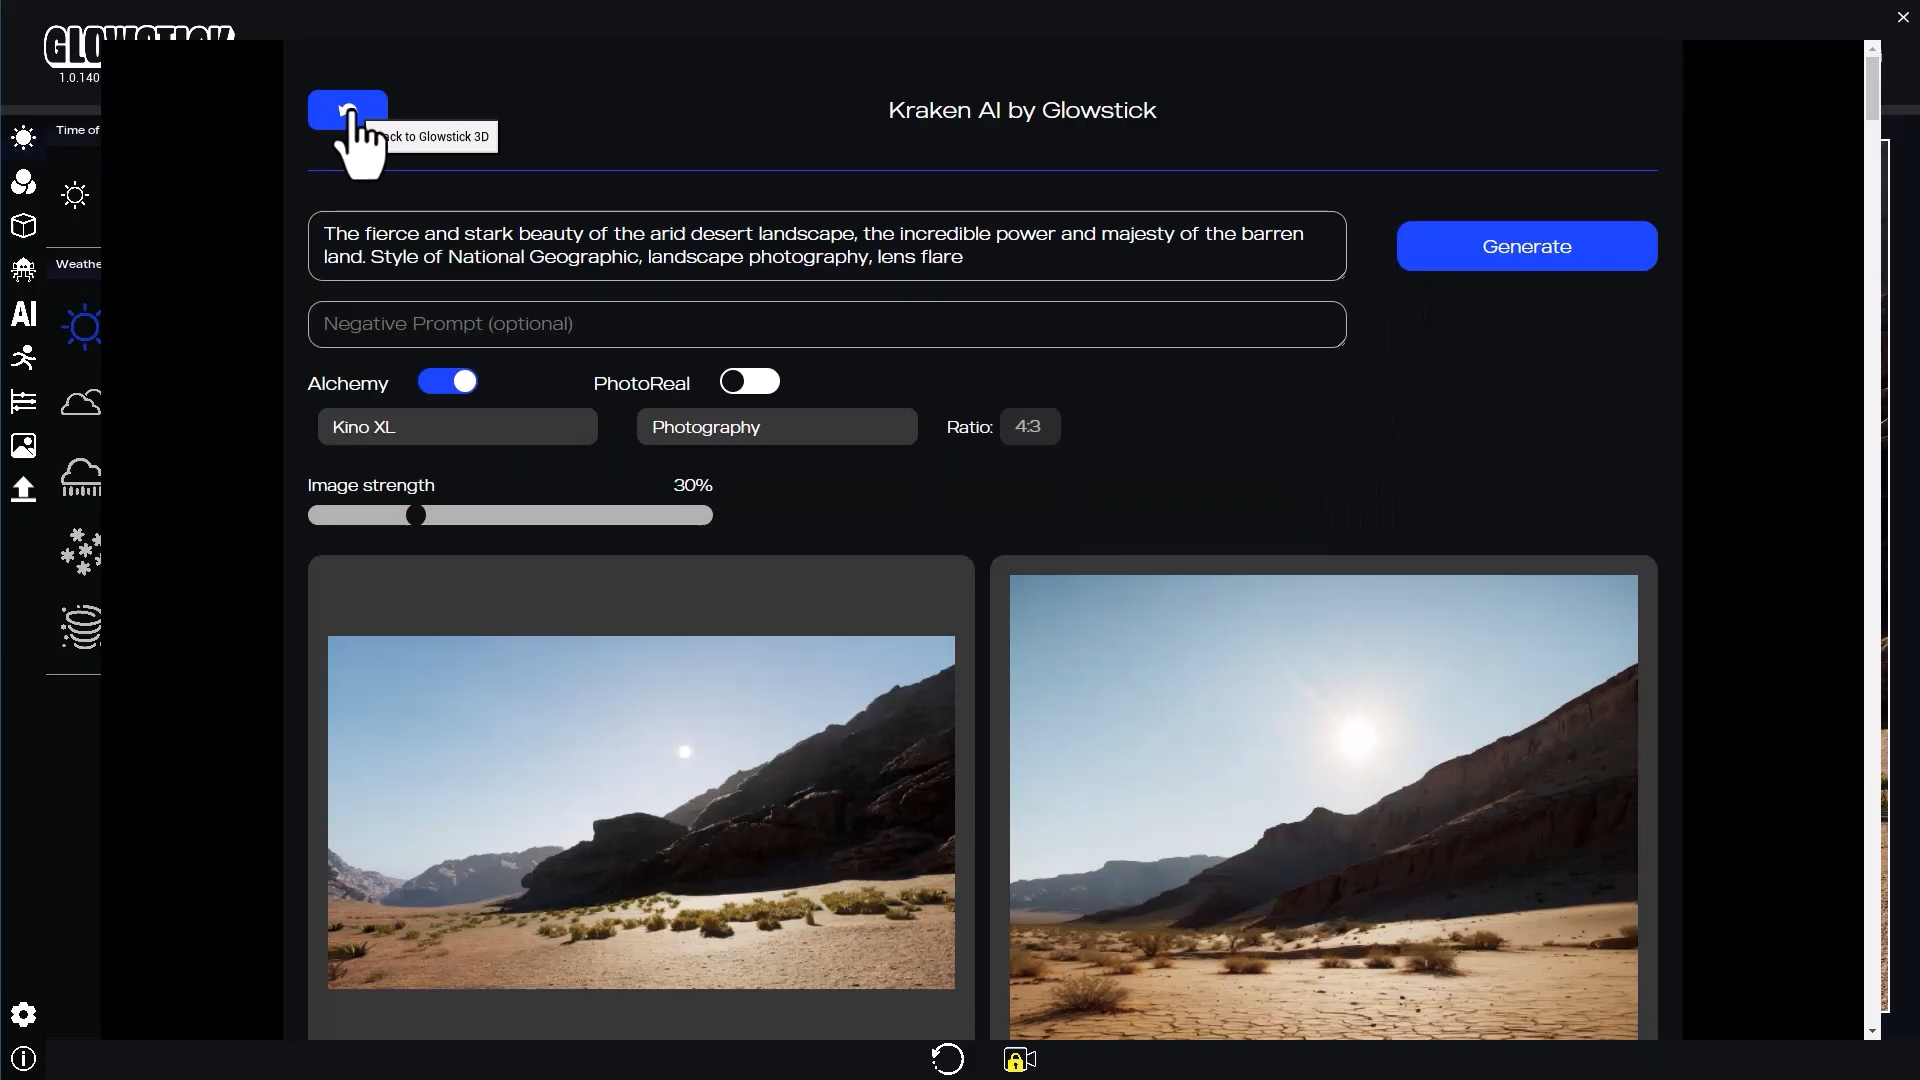 1.0.140
Kraken AI by Glowstick
ack to Glowstick 3D
Time of
The fierce and stark beauty of the arid desert landscape, the incredible power and majesty of the barren
land. Style of National Geographic, landscape photography, lens flare
Generate
Weathe
AI
Negative Prompt (optional)
Alchemy
PhotoReal
Kino XL
Photography
Ratio:
4:3
Image strength
30%